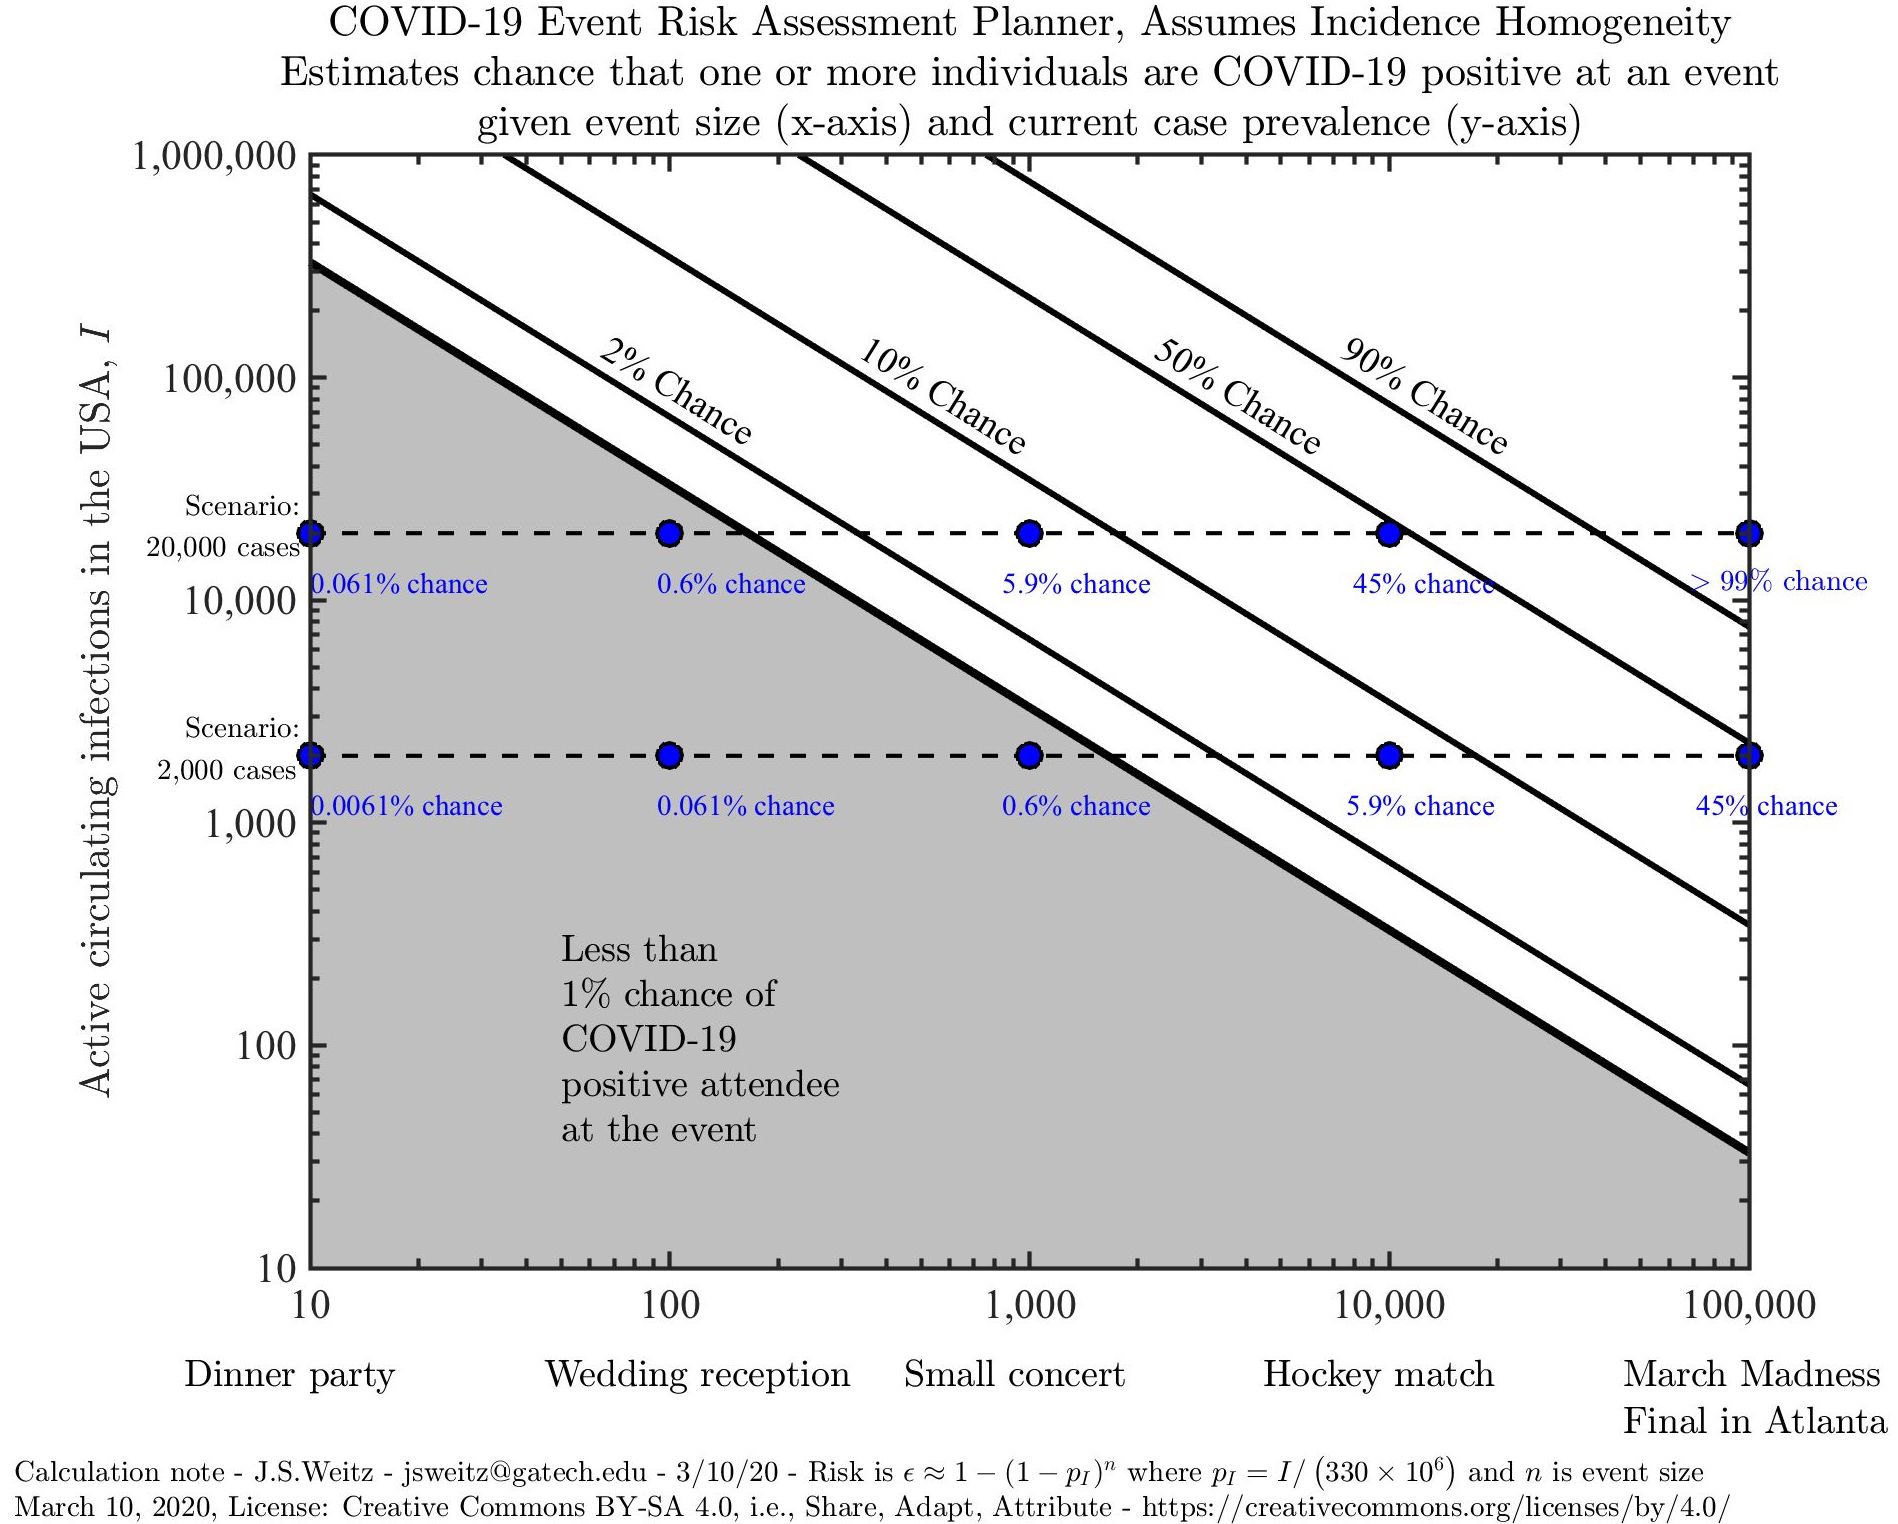 COVID-19 Event Risk Assessment Planner, Assumes Incidence Homogeneity
Estimates chance that one or more individuals are COVID-19 positive at an event
given event size (x-axis) and current case prevalence (y-axis)
1,000,000
100,000
10,000
1,000
100
10
Active circulating infections in the USA, I
2% Chance
10% Chance
50% Chance
90% Chance
Scenario:
20,000 cases
0.061% chance
0.6% chance
5.9% chance
45% chance
> 99% chance
Scenario:
2,000 cases
0.0061% chance
0.061% chance
0.6% chance
5.9% chance
45% chance
Less than
1% chance of
COVID-19
positive attendee
at the event
10 100 1,000 10,000 100,000
Dinner party Wedding reception Small concert Hockey match March Madness
Final in Atlanta
Calculation note - J.S.Weitz - jsweitz@gatech.edu - 3/10/20 - Risk is ϵ ≈ 1 − (1 − p_I)^n where p_I = I/ (330 × 10^6) and n is event size
March 10, 2020, License: Creative Commons BY-SA 4.0, i.e., Share, Adapt, Attribute - https://creativecommons.org/licenses/by/4.0/